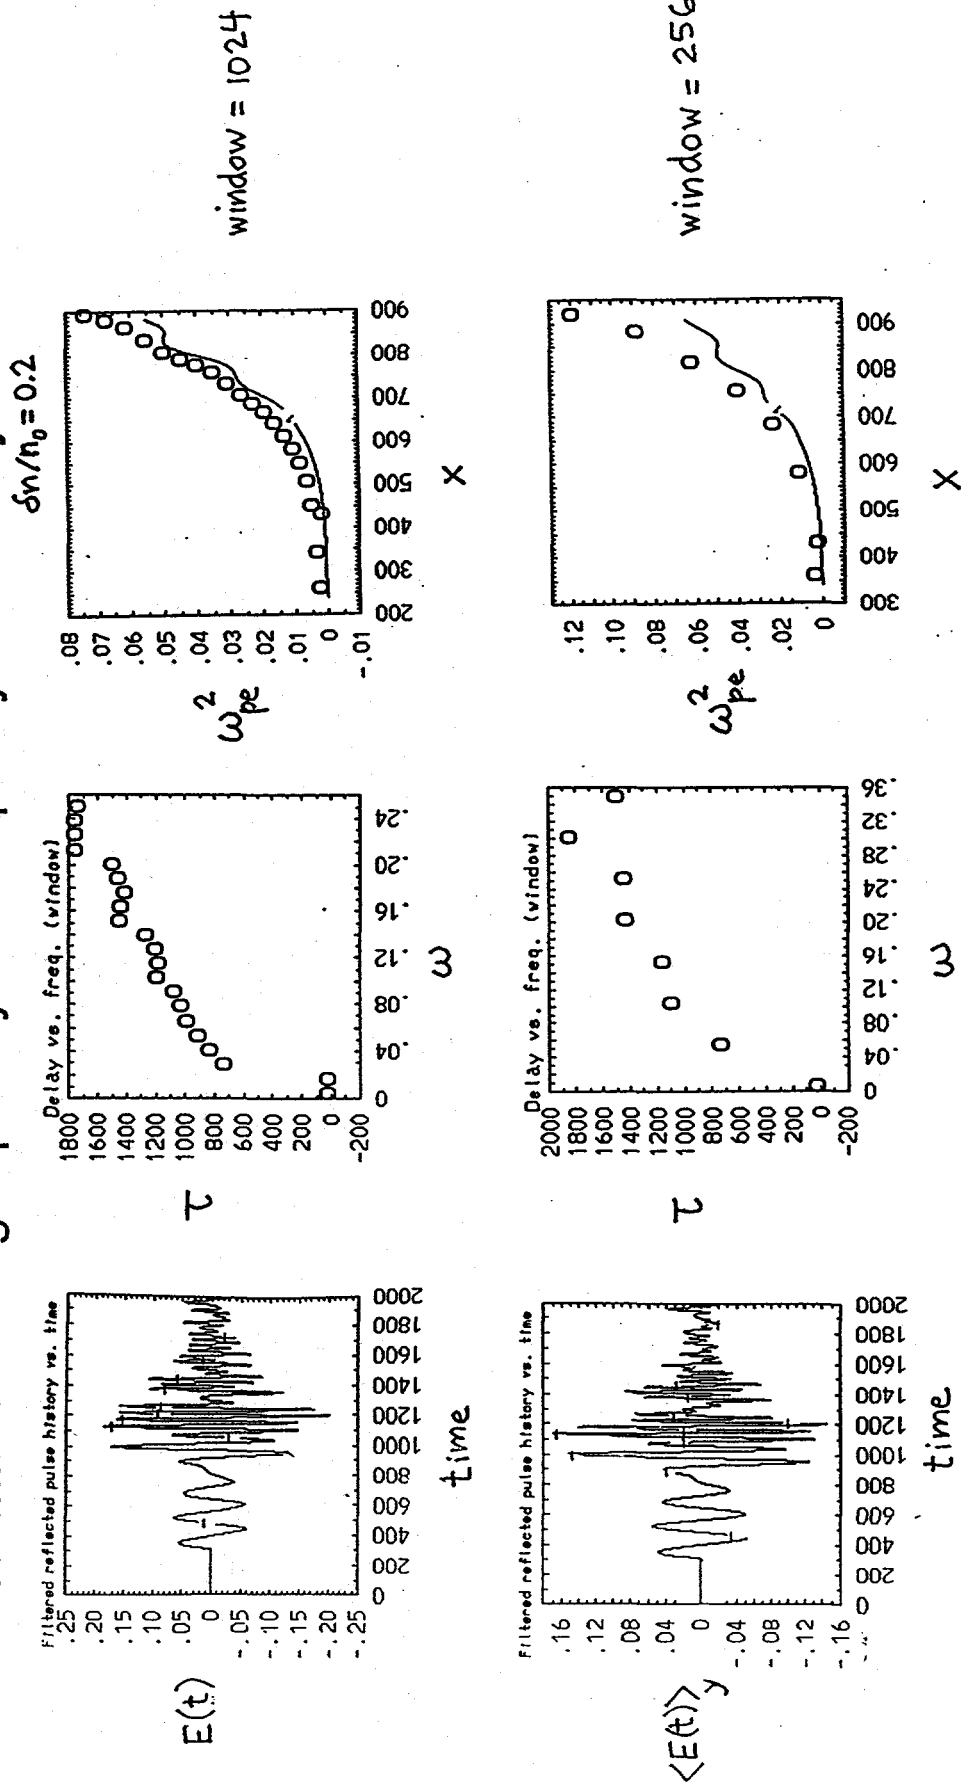 δn/n₀ = 0.2
Filtered reflected pulse history vs. time
E(t)
.25
.20
.15
.10
.05
0
-.05
-.10
-.15
-.20
-.25
0 200 400 600 800 1000 1200 1400 1600 1800 2000
time
Delay vs. freq. (window)
τ
1800
1600
1400
1200
1000
800
600
400
200
0
-200
0 .04 .08 .12 .16 .20 .24
ω
ω²pe
.08
.07
.06
.05
.04
.03
.02
.01
0
-.01
200 300 400 500 600 700 800 900
x
window = 1024
Filtered reflected pulse history vs. time
<E(t)>y
.16
.12
.08
.04
0
-.04
-.08
-.12
-.16
0 200 400 600 800 1000 1200 1400 1600 1800 2000
time
Delay vs. freq. (window)
τ
2000
1800
1600
1400
1200
1000
800
600
400
200
0
-200
0 .04 .08 .12 .16 .20 .24 .28 .32 .36
ω
ω²pe
.12
.10
.08
.06
.04
.02
0
300 400 500 600 700 800 900
x
window = 256